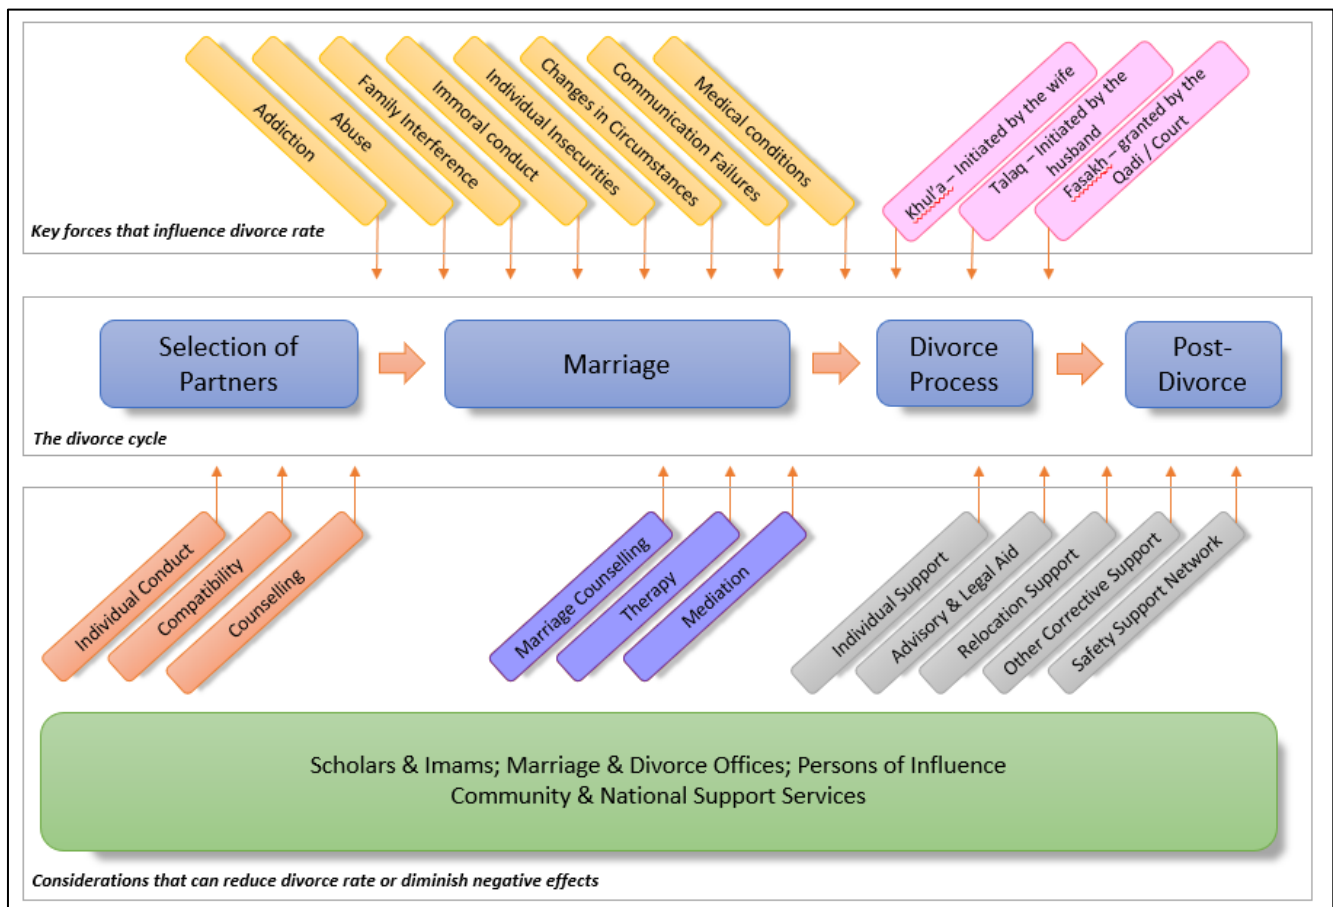 Addiction
Abuse
Family Interference
Immoral conduct
Individual Insecurities
Changes in Circumstances
Communication Failures
Medical conditions
Khul'a – Initiated by the wife
Talaq – Initiated by the
husband
Fasakh – granted by the
Qadi / Court
Key forces that influence divorce rate
Selection of
Partners
Marriage
Divorce
Process
Post-
Divorce
The divorce cycle
Individual Conduct
Compatibility
Counselling
Marriage Counselling
Therapy
Mediation
Individual Support
Advisory & Legal Aid
Relocation Support
Other Corrective Support
Safety Support Network
Scholars & Imams; Marriage & Divorce Offices; Persons of Influence
Community & National Support Services
Considerations that can reduce divorce rate or diminish negative effects